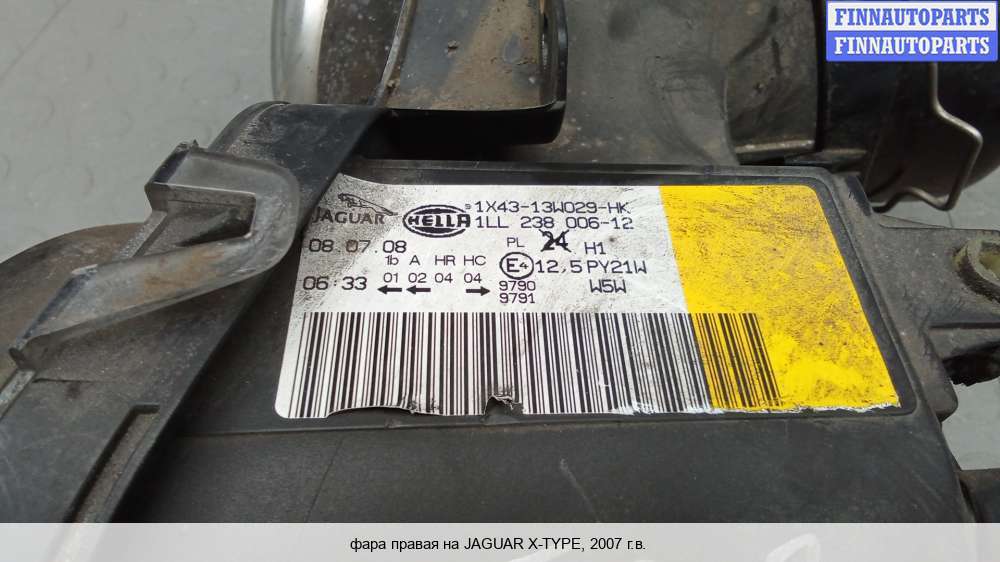 FINNAUTOPARTS
FINNAUTOPARTS
JAGUAR HELLA 1X43-13W029-HK
1LL 238 006-12
08.07.08 PL 24 H1
1b A HR HC E4 12,5 PY21W
06:33 01 02 04 04 9790 W5W
9791
фара правая на JAGUAR X-TYPE, 2007 г.в.